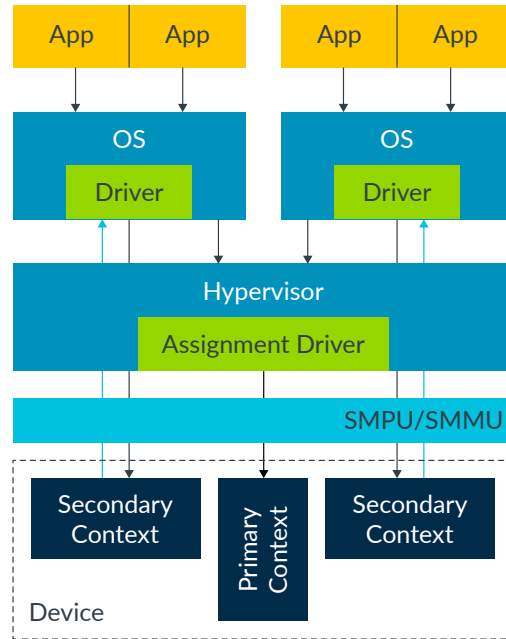 App App App App
OS OS
Driver Driver
Hypervisor
Assignment Driver
SMPU/SMMU
Secondary
Context
Primary
Context
Secondary
Context
Device